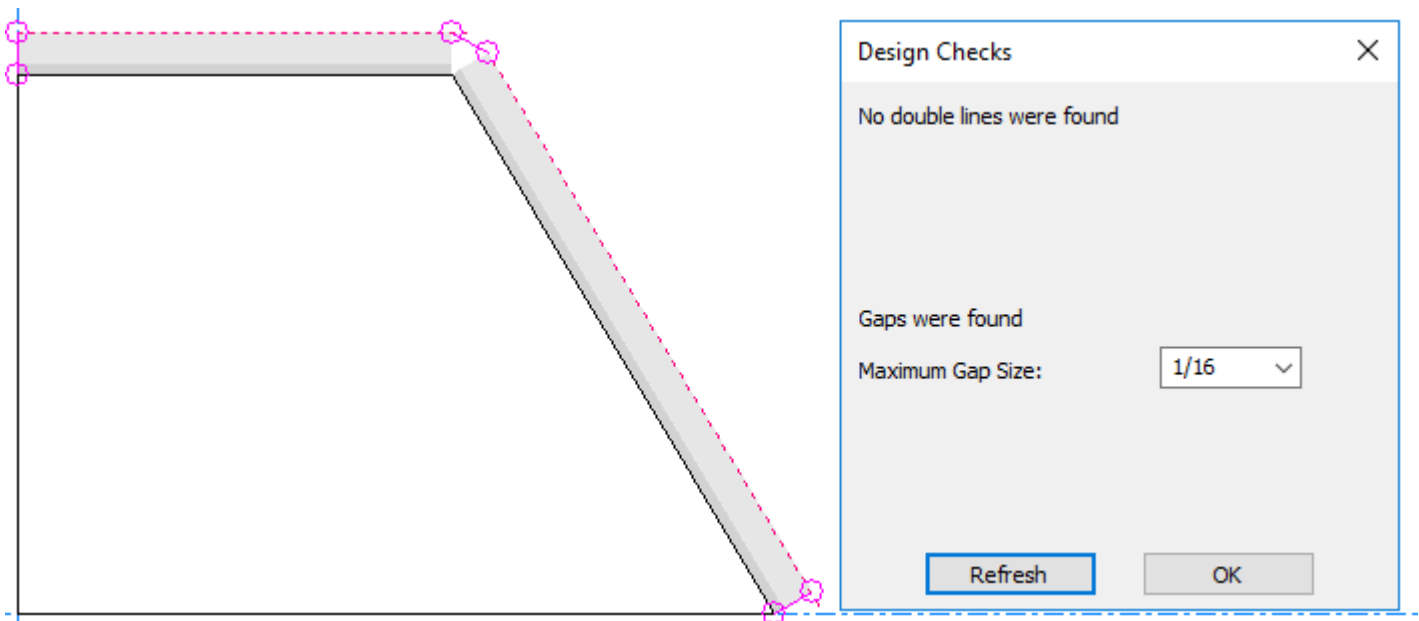 Design Checks
No double lines were found
Gaps were found
Maximum Gap Size: 1/16
Refresh OK